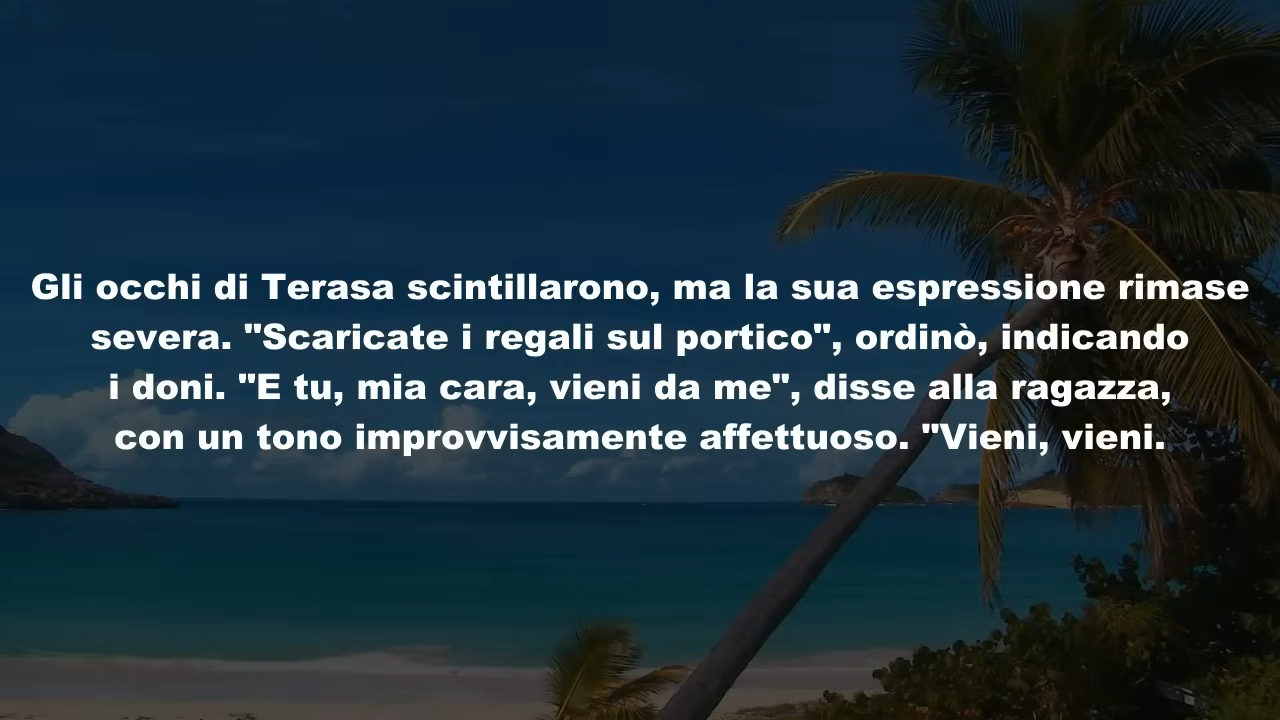 Gli occhi di Terasa scintillarono, ma la sua espressione rimase
severa. "Scaricate i regali sul portico", ordinò, indicando
i doni. "E tu, mia cara, vieni da me", disse alla ragazza,
con un tono improvvisamente affettuoso. "Vieni, vieni.